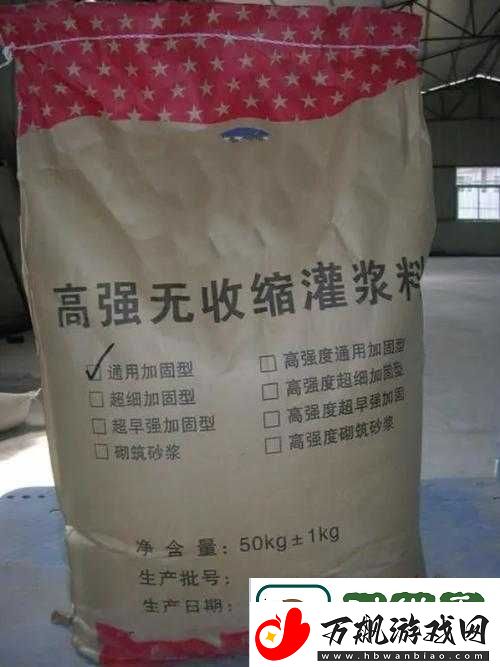 高强无收缩灌浆料
通用加固型
超细加固型
超早强加固型
砌筑砂浆
高强度通用加固型
高强度超细加固型
高强度超早强加固
高强度砌筑砂浆
净含量：50kg±1kg
生产批号：
生产日期：
万飙游戏网
www.hbwanbiao.com